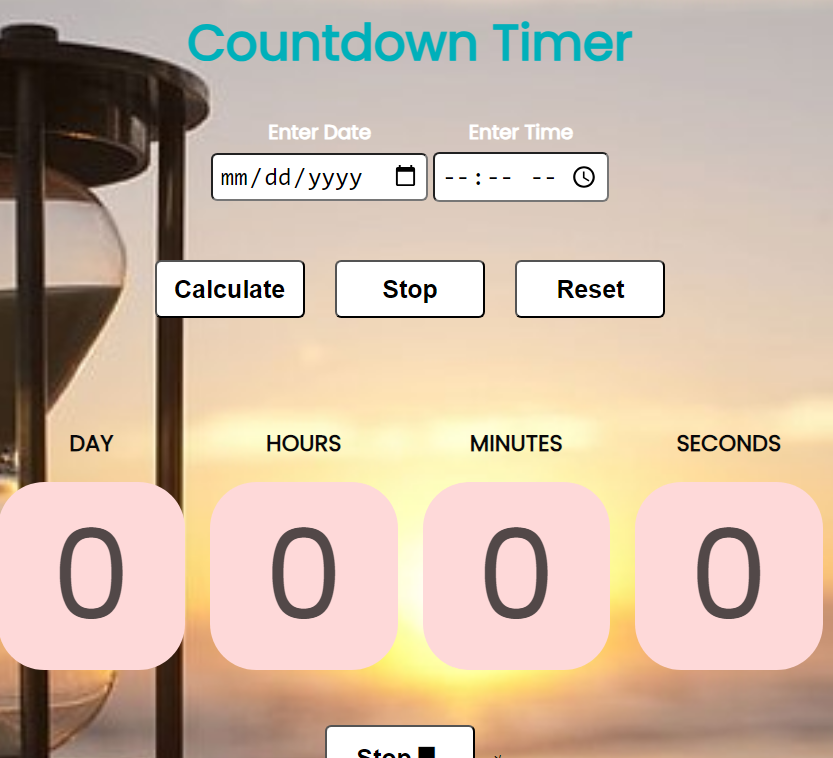 Countdown Timer
Enter Date Enter Time
mm/dd/yyyy --:-- --
Calculate Stop Reset
DAY HOURS MINUTES SECONDS
0 0 0 0
Stop